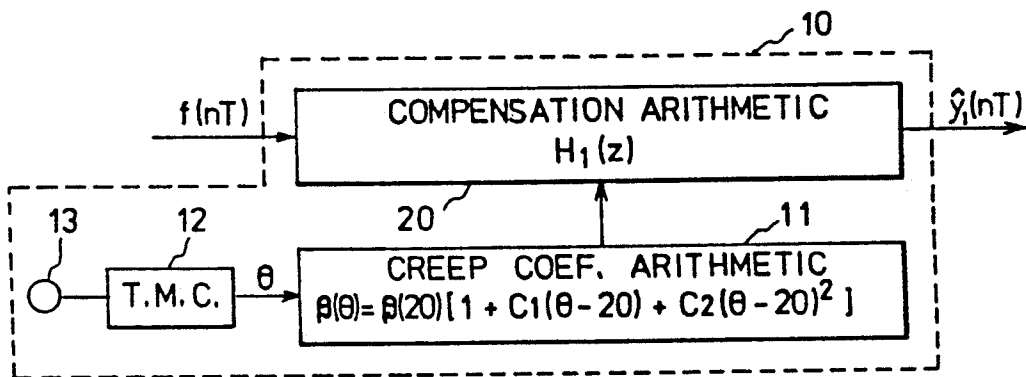 10
f(nT)
COMPENSATION ARITHMETIC
H₁(z)
ŷ₁(nT)
20
11
13
12
T.M.C.
θ
CREEP COEF. ARITHMETIC
β(θ)=β(20)[1 + C1(θ-20) + C2(θ-20)²]